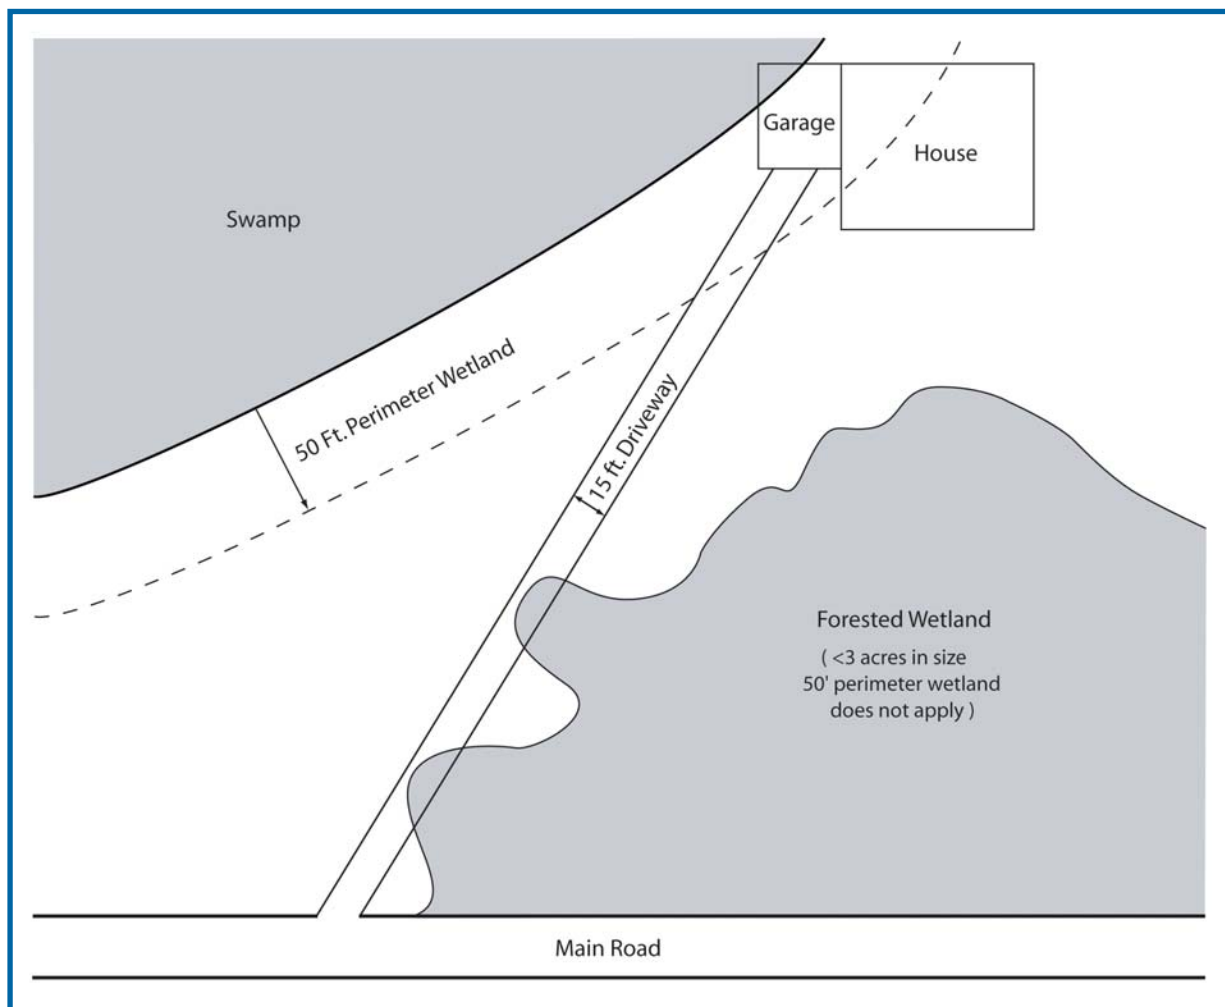 Garage
House
Swamp
50 Ft. Perimeter Wetland
15 ft. Driveway
Forested Wetland
( <3 acres in size
50' perimeter wetland
does not apply )
Main Road